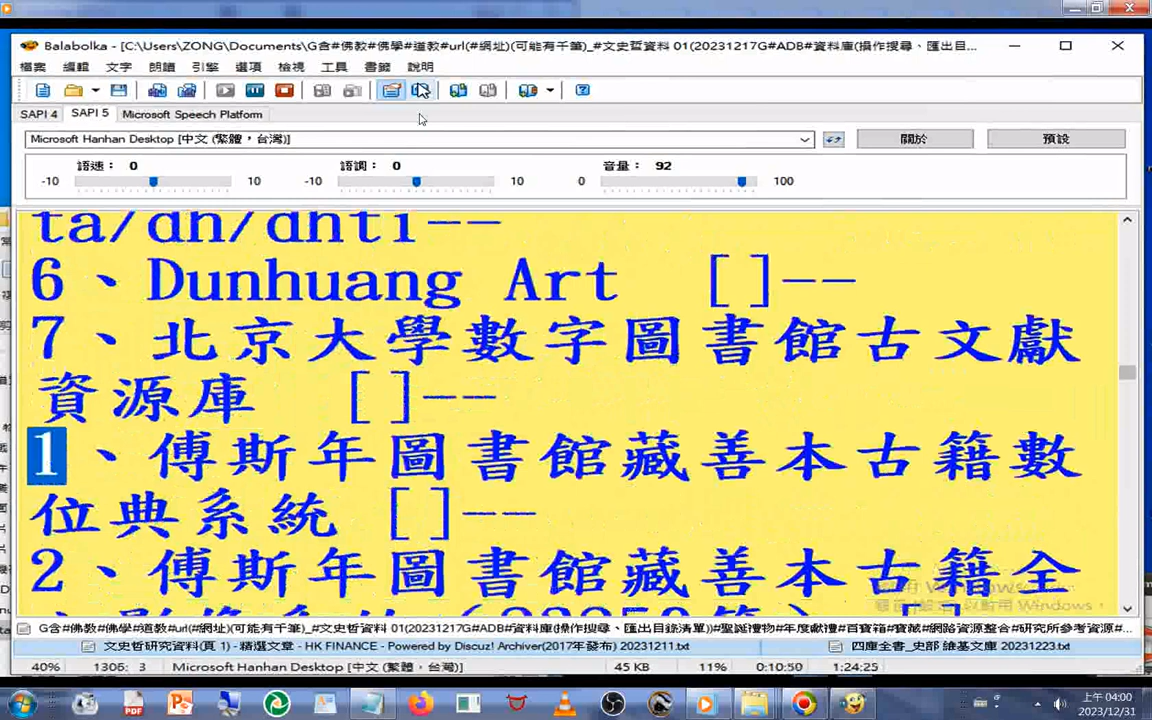 Balabolka - [C:\Users\ZONG\Documents\G含#佛教#佛學#道教#url(#網址)(可能有千筆)_#文史哲資料 01(20231217G#ADB#資料庫(操作搜尋、匯出目...
檔案 編輯 文字 朗讀 引擎 選項 檢視 工具 書籤 說明
SAPI 4 SAPI 5 Microsoft Speech Platform
Microsoft Hanhan Desktop [中文 (繁體，台灣)] 關於 預設
語速： 0 語調： 0 音量： 92
-10 10 -10 10 0 100
ta/dh/dhti--
6、Dunhuang Art []--
7、北京大學數字圖書館古文獻
資源庫 []--
1、傅斯年圖書館藏善本古籍數
位典系統 []--
2、傅斯年圖書館藏善本古籍全
G含#佛教#佛學#道教#url(#網址)(可能有千筆)_#文史哲資料 01(20231217G#ADB#資料庫(操作搜尋、匯出目錄清單))#聖誕禮物#年度獻禮#百寶箱#寶藏#網路資源整合#研究所參考資源#...
文史哲研究資料(頁 1) - 精選文章 - HK FINANCE - Powered by Discuz! Archiver(2017年發布) 20231211.txt 四庫全書_史部 維基文庫 20231223.txt
40% 1306: 3 Microsoft Hanhan Desktop [中文 (繁體，台灣)] 45 KB 11% 0:10:50 1:24:25
上午 04:00
2023/12/31